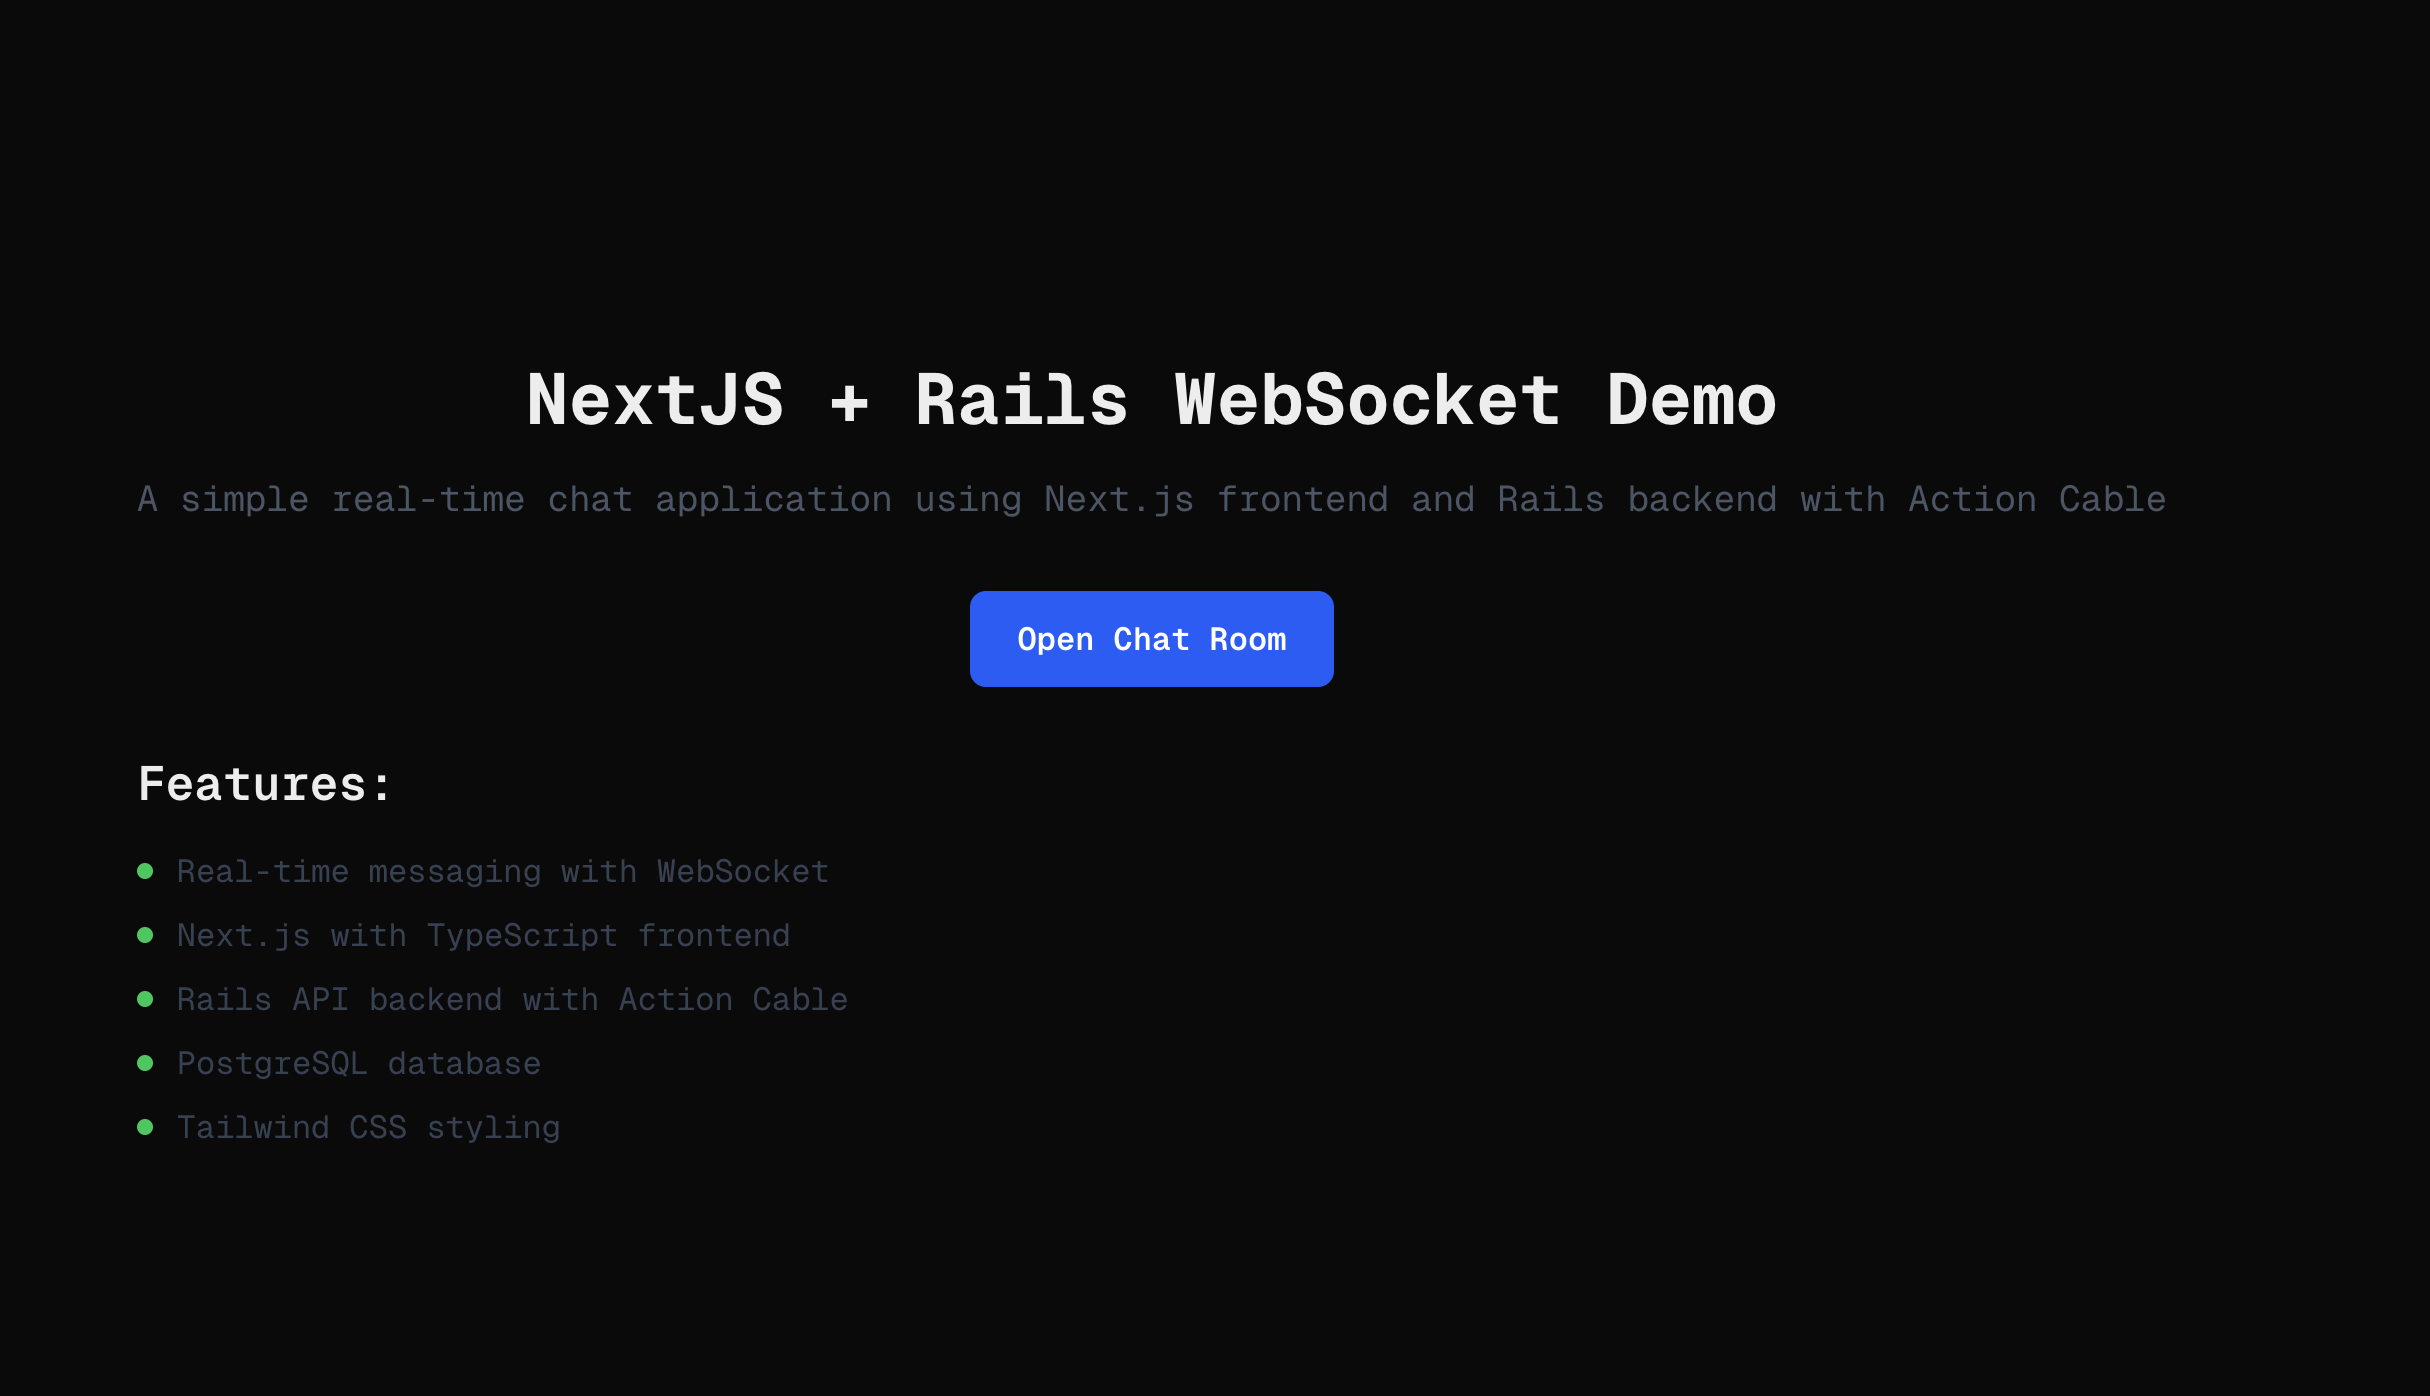 NextJS + Rails WebSocket Demo
A simple real-time chat application using Next.js frontend and Rails backend with Action Cable
Open Chat Room
Features:
Real-time messaging with WebSocket
Next.js with TypeScript frontend
Rails API backend with Action Cable
PostgreSQL database
Tailwind CSS styling